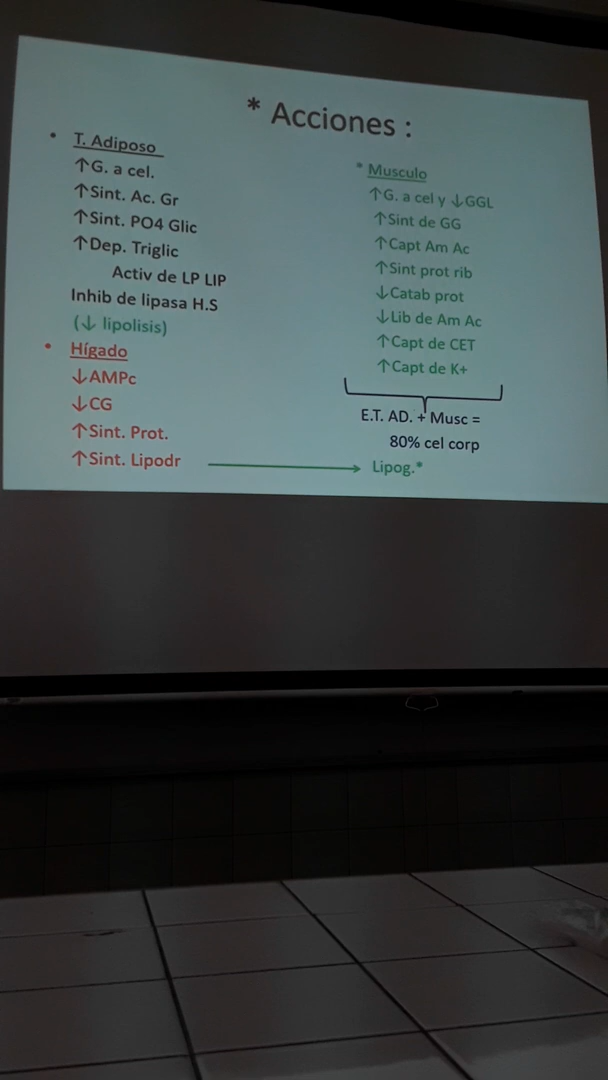 * Acciones :
• T. Adiposo
↑G. a cel.
↑Sint. Ac. Gr
↑Sint. PO4 Glic
↑Dep. Triglic
Activ de LP LIP
Inhib de lipasa H.S
(↓ lipolisis)
• Hígado
↓AMPc
↓CG
↑Sint. Prot.
↑Sint. Lipodr
* Musculo
↑G. a cel y ↓GGL
↑Sint de GG
↑Capt Am Ac
↑Sint prot rib
↓Catab prot
↓Lib de Am Ac
↑Capt de CET
↑Capt de K+
E.T. AD. + Musc =
80% cel corp
Lipog.*